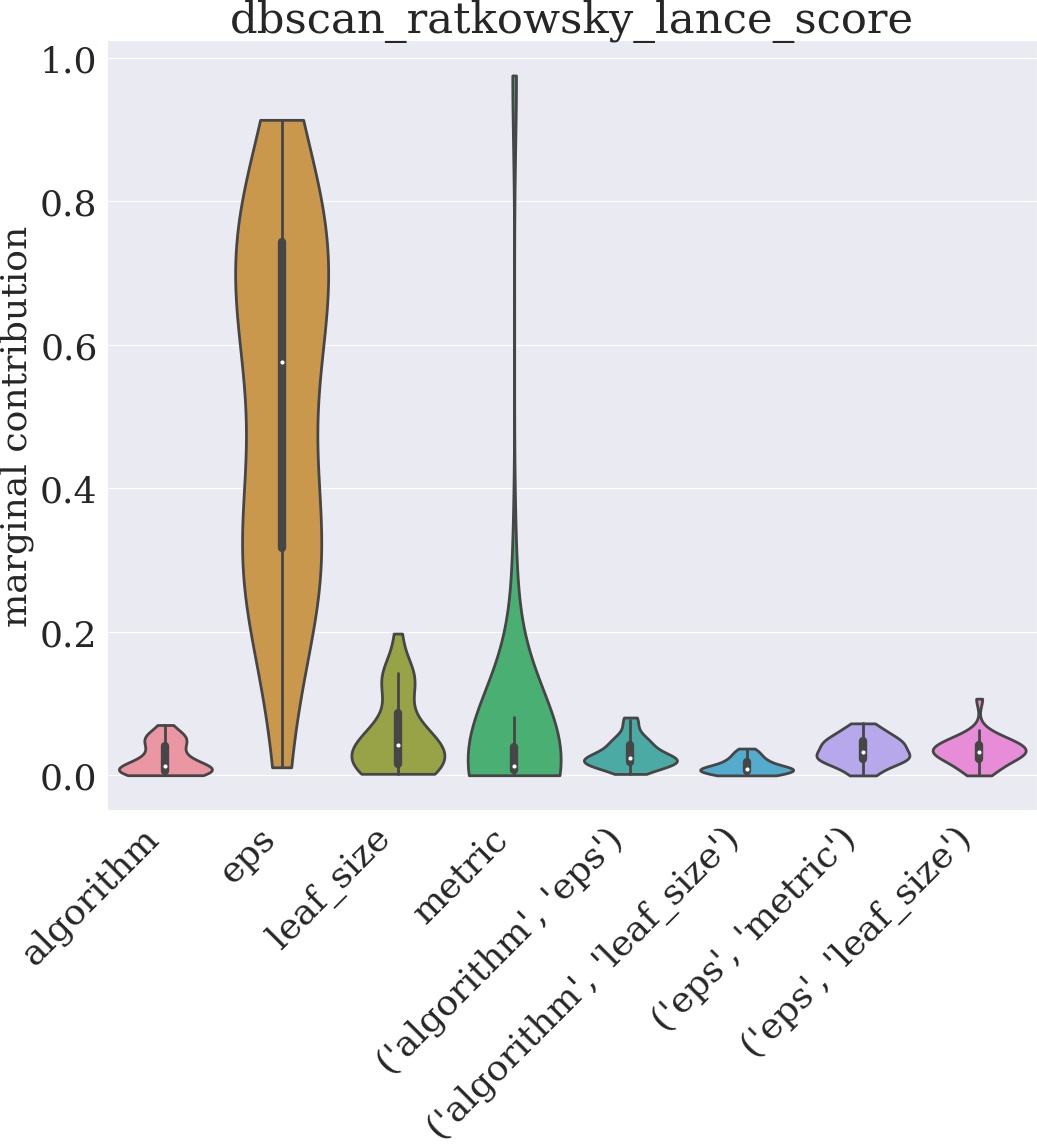 dbscan_ratkowsky_lance_score
marginal contribution
1.0
0.8
0.6
0.4
0.2
0.0
algorithm
eps
leaf_size
metric
('algorithm', 'eps')
('algorithm', 'leaf_size')
('eps', 'metric')
('eps', 'leaf_size')